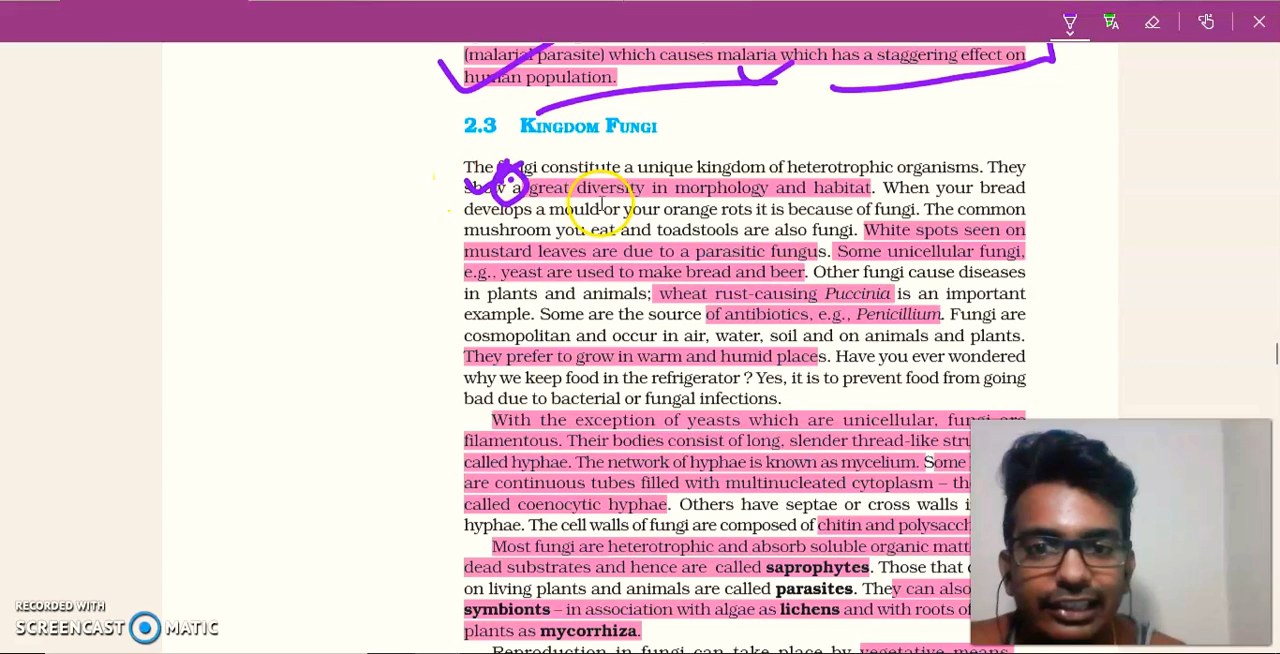 (malarial parasite) which causes malaria which has a staggering effect on
human population.
2.3 KINGDOM FUNGI
The fungi constitute a unique kingdom of heterotrophic organisms. They
show a great diversity in morphology and habitat. When your bread
develops a mould or your orange rots it is because of fungi. The common
mushroom you eat and toadstools are also fungi. White spots seen on
mustard leaves are due to a parasitic fungus. Some unicellular fungi,
e.g., yeast are used to make bread and beer. Other fungi cause diseases
in plants and animals; wheat rust-causing Puccinia is an important
example. Some are the source of antibiotics, e.g., Penicillium. Fungi are
cosmopolitan and occur in air, water, soil and on animals and plants.
They prefer to grow in warm and humid places. Have you ever wondered
why we keep food in the refrigerator ? Yes, it is to prevent food from going
bad due to bacterial or fungal infections.
With the exception of yeasts which are unicellular, fungi are
filamentous. Their bodies consist of long, slender thread-like
called hyphae. The network of hyphae is known as mycelium. Some
are continuous tubes filled with multinucleated cytoplasm –
called coenocytic hyphae. Others have septae or cross walls
hyphae. The cell walls of fungi are composed of chitin and
Most fungi are heterotrophic and absorb soluble organic
dead substrates and hence are called saprophytes. Those that
on living plants and animals are called parasites. They can also
symbionts – in association with algae as lichens and with roots of
plants as mycorrhiza.
Reproduction in fungi can take place by vegetative means
RECORDED WITH
SCREENCAST MATIC